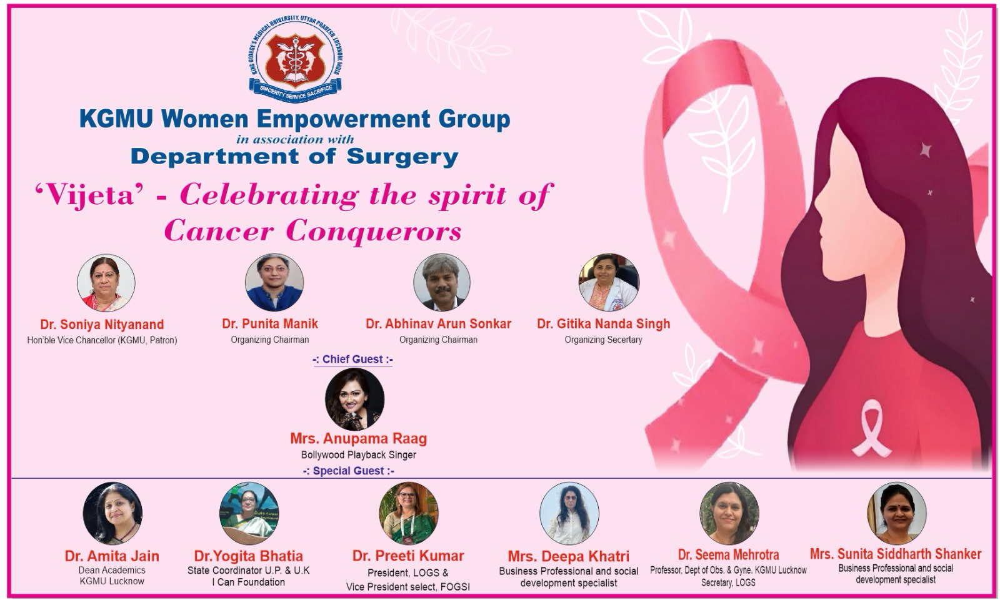 KING GEORGE'S MEDICAL UNIVERSITY, UTTAR PRADESH, LUCKNOW, INDIA
SINCERITY SERVICE SACRIFICE
KGMU Women Empowerment Group
in association with
Department of Surgery
‘Vijeta’ - Celebrating the spirit of
Cancer Conquerors
Dr. Soniya Nityanand
Hon'ble Vice Chancellor (KGMU, Patron)
Dr. Punita Manik
Organizing Chairman
Dr. Abhinav Arun Sonkar
Organizing Chairman
Dr. Gitika Nanda Singh
Organizing Secertary
-: Chief Guest :-
Mrs. Anupama Raag
Bollywood Playback Singer
-: Special Guest :-
Dr. Amita Jain
Dean Academics
KGMU Lucknow
With Cancer
Dr.Yogita Bhatia
State Coordinator U.P. & U.K
I Can Foundation
Dr. Preeti Kumar
President, LOGS &
Vice President select, FOGSI
Mrs. Deepa Khatri
Business Professional and social
development specialist
Dr. Seema Mehrotra
Professor, Dept of Obs. & Gyne. KGMU Lucknow
Secretary, LOGS
Mrs. Sunita Siddharth Shanker
Business Professional and social
development specialist